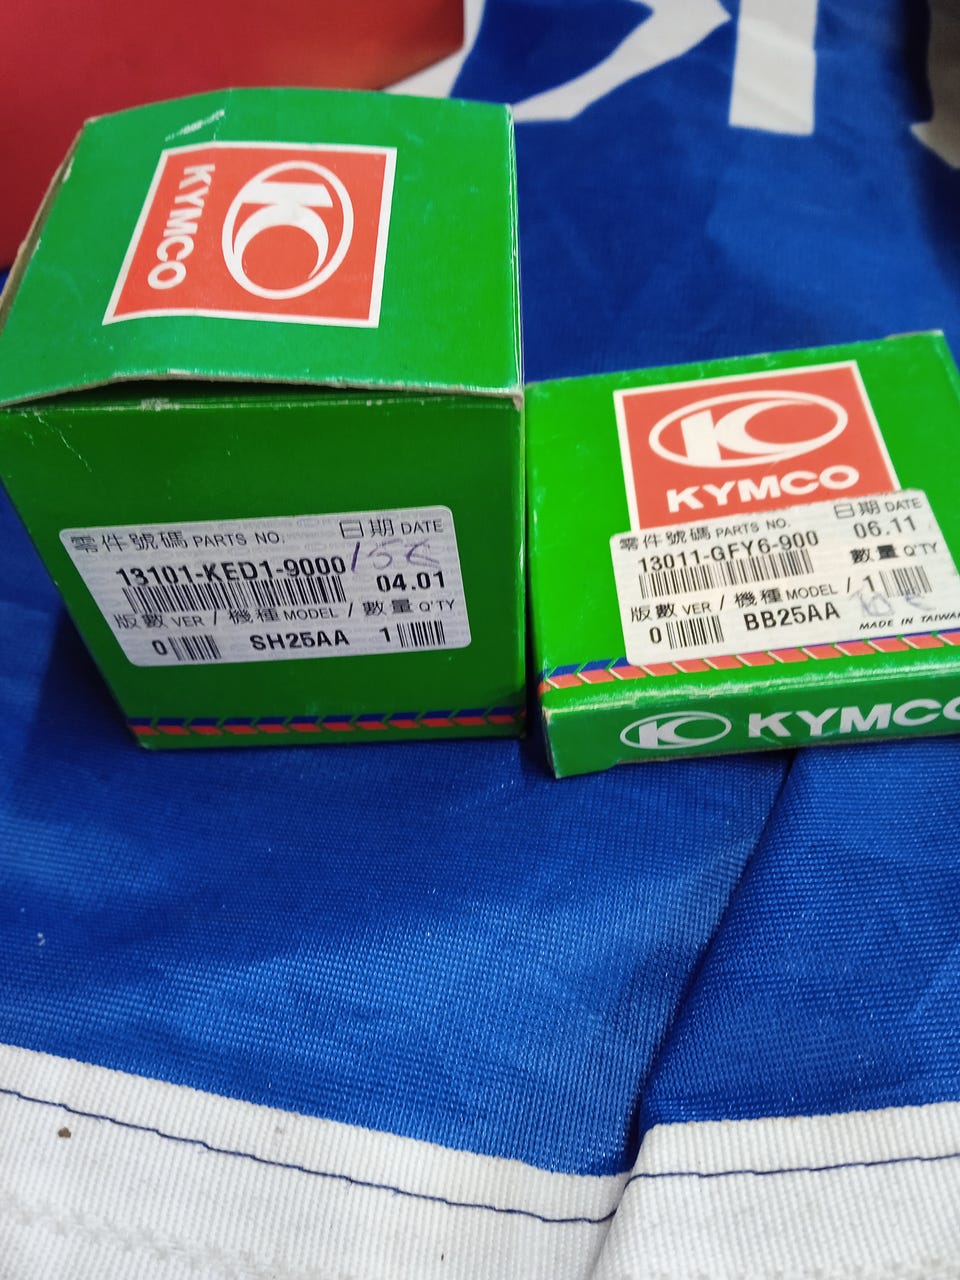 KYMCO
零件號碼 PARTS NO. 日期 DATE
13101-KED1-9000 15€ 04.01
版數 VER / 機種 MODEL / 數量 Q'TY
0 SH25AA 1
KYMCO
零件號碼 PARTS NO. 日期 DATE
13011-GFY6-900 06.11
版數 VER / 機種 MODEL / 數量 Q'TY
0 BB25AA 1
MADE IN TAIWAN
KYMCO